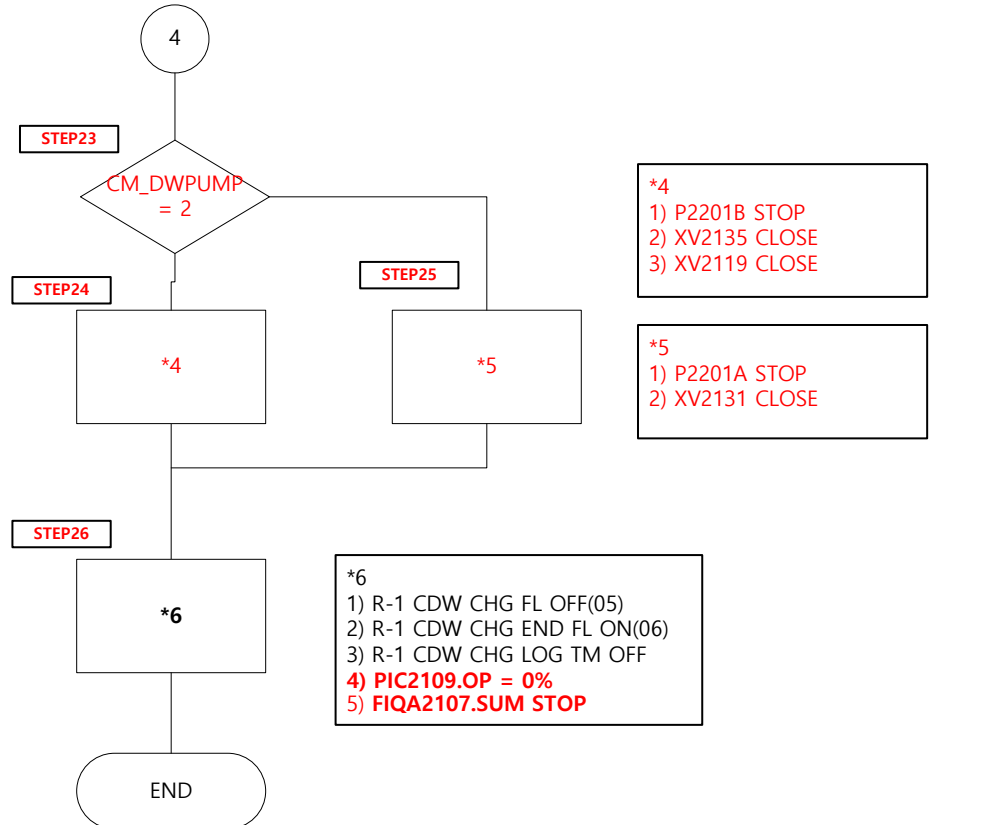 4
STEP23
CM_DWPUMP
= 2
*4
1) P2201B STOP
2) XV2135 CLOSE
3) XV2119 CLOSE
STEP24
STEP25
*4
*5
*5
1) P2201A STOP
2) XV2131 CLOSE
STEP26
*6
*6
1) R-1 CDW CHG FL OFF(05)
2) R-1 CDW CHG END FL ON(06)
3) R-1 CDW CHG LOG TM OFF
4) PIC2109.OP = 0%
5) FIQA2107.SUM STOP
END